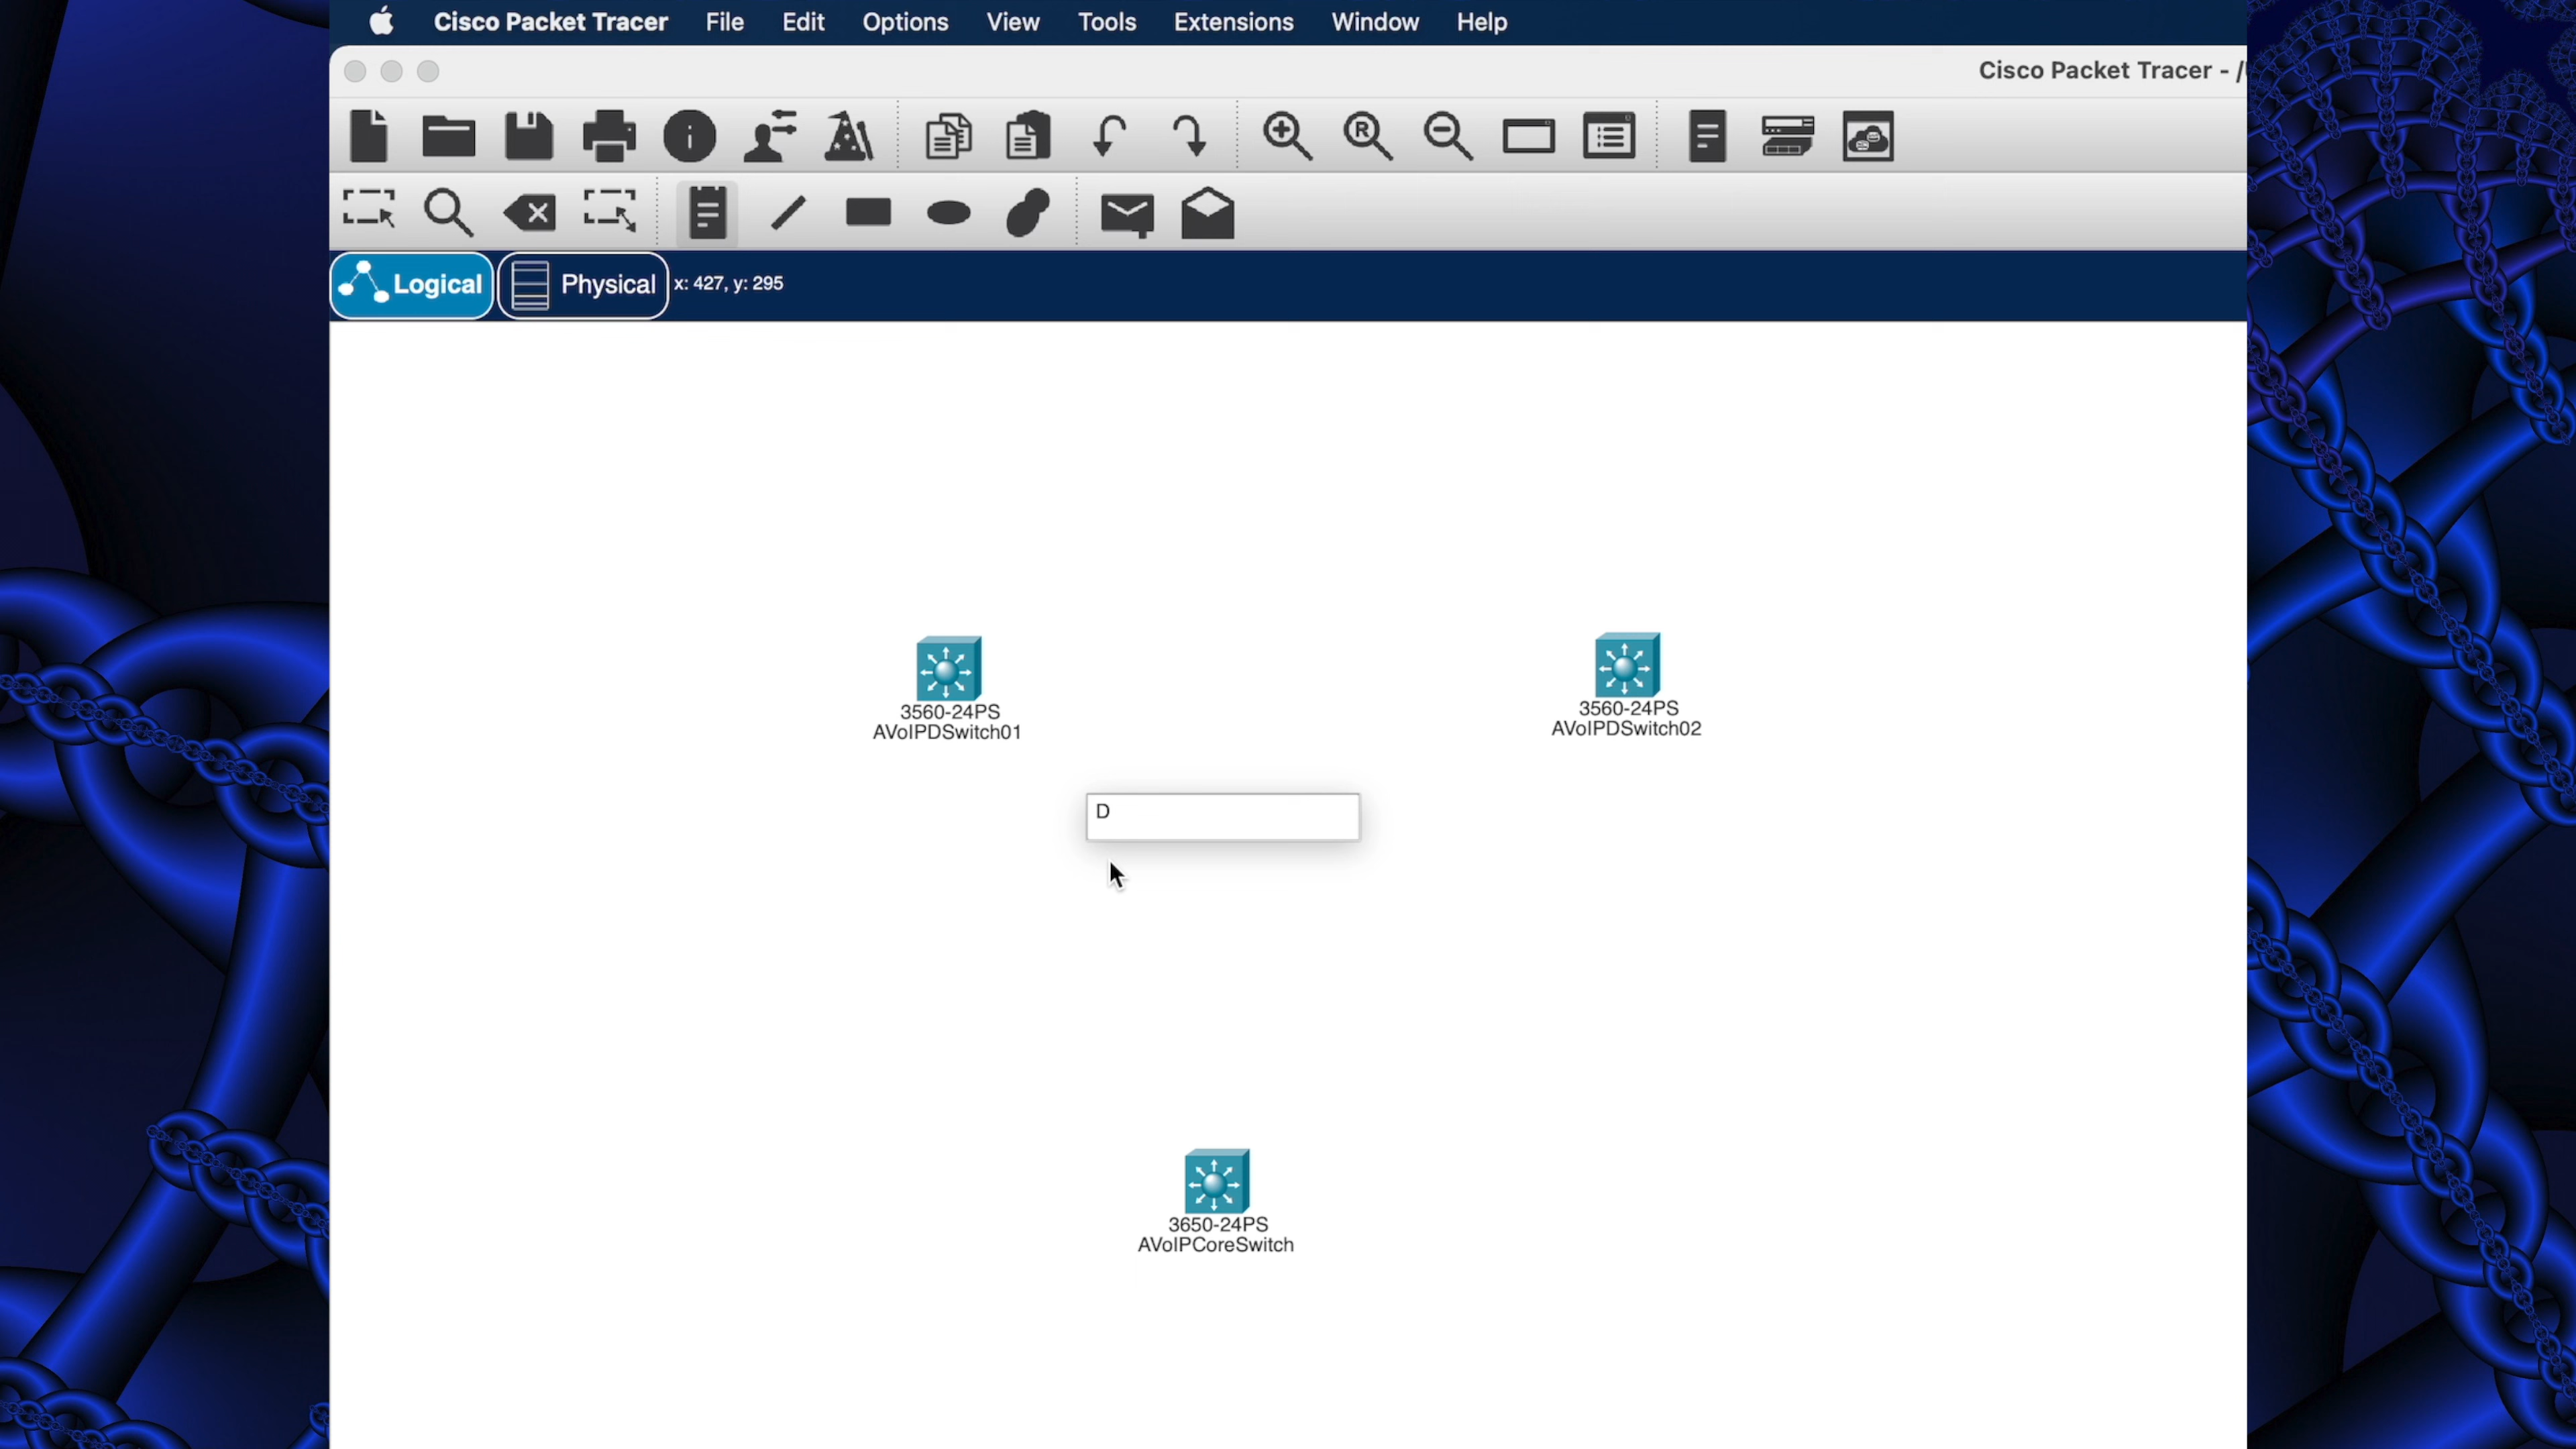 Cisco Packet Tracer File Edit Options View Tools Extensions Window Help
Cisco Packet Tracer - /
Logical Physical x: 427, y: 295
3560-24PS
AVoIPDSwitch01
3560-24PS
AVoIPDSwitch02
D
3650-24PS
AVoIPCoreSwitch